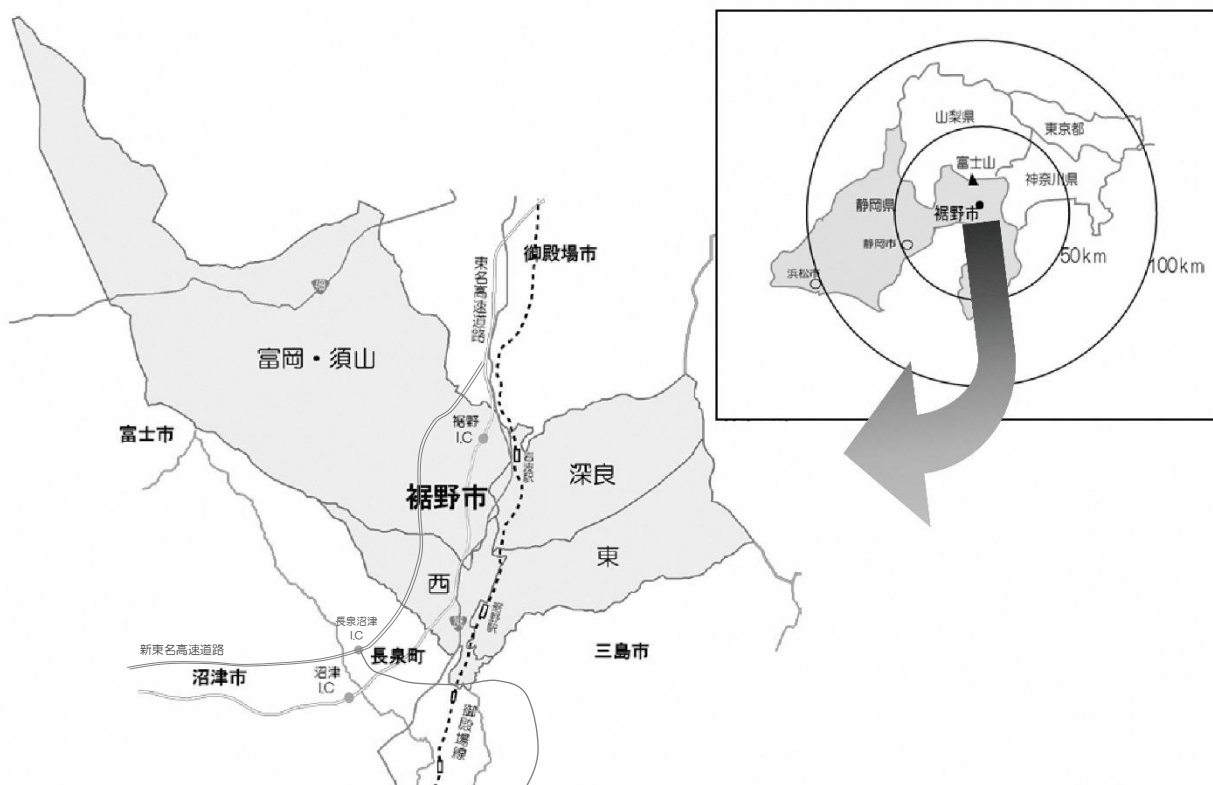 御殿場市
東名高速道路
富岡・須山
富士市
裾野
I.C
岩波駅
裾野市
深良
東
西
裾野駅
長泉沼津
I.C
新東名高速道路
沼津市
長泉町
沼津
I.C
三島市
御殿場線
山梨県
東京都
富士山
神奈川県
静岡県
裾野市
静岡市
浜松市
50km
100km